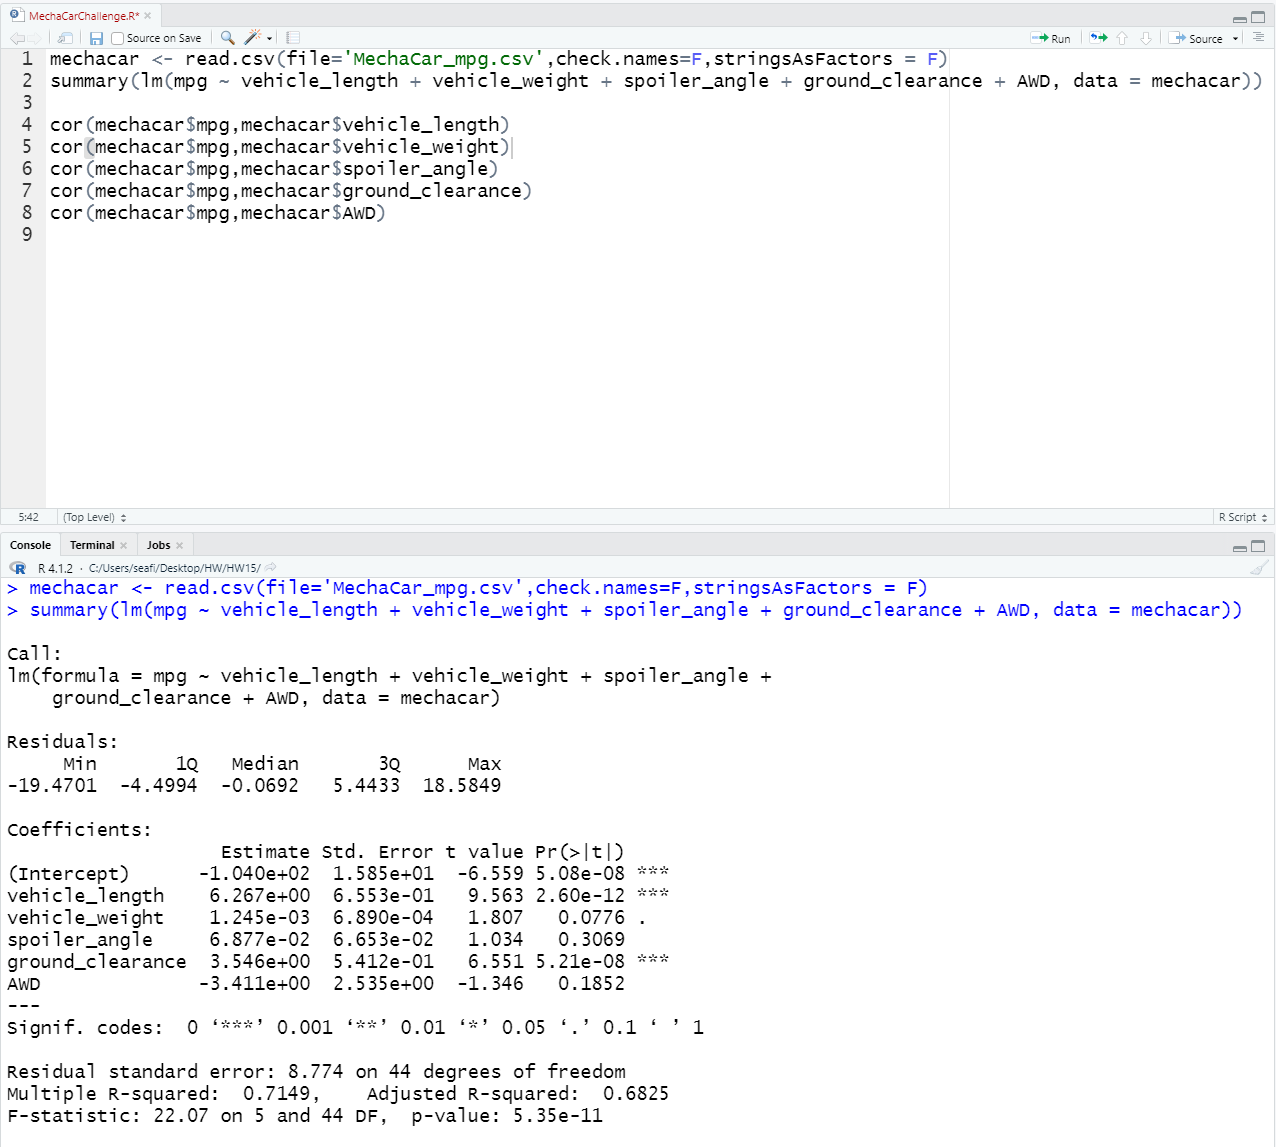 MechaCarChallenge.R*
Source on Save Run Source
1 mechacar <- read.csv(file='MechaCar_mpg.csv',check.names=F,stringsAsFactors = F)
2 summary(lm(mpg ~ vehicle_length + vehicle_weight + spoiler_angle + ground_clearance + AWD, data = mechacar))
3
4 cor(mechacar$mpg,mechacar$vehicle_length)
5 cor(mechacar$mpg,mechacar$vehicle_weight)
6 cor(mechacar$mpg,mechacar$spoiler_angle)
7 cor(mechacar$mpg,mechacar$ground_clearance)
8 cor(mechacar$mpg,mechacar$AWD)
9
5:42 (Top Level) R Script
Console Terminal Jobs
R 4.1.2 · C:/Users/seafi/Desktop/HW/HW15/
> mechacar <- read.csv(file='MechaCar_mpg.csv',check.names=F,stringsAsFactors = F)
> summary(lm(mpg ~ vehicle_length + vehicle_weight + spoiler_angle + ground_clearance + AWD, data = mechacar))
Call:
lm(formula = mpg ~ vehicle_length + vehicle_weight + spoiler_angle +
ground_clearance + AWD, data = mechacar)
Residuals:
Min 1Q Median 3Q Max
-19.4701 -4.4994 -0.0692 5.4433 18.5849
Coefficients:
Estimate Std. Error t value Pr(>|t|)
(Intercept) -1.040e+02 1.585e+01 -6.559 5.08e-08 ***
vehicle_length 6.267e+00 6.553e-01 9.563 2.60e-12 ***
vehicle_weight 1.245e-03 6.890e-04 1.807 0.0776 .
spoiler_angle 6.877e-02 6.653e-02 1.034 0.3069
ground_clearance 3.546e+00 5.412e-01 6.551 5.21e-08 ***
AWD -3.411e+00 2.535e+00 -1.346 0.1852
---
Signif. codes: 0 ‘***’ 0.001 ‘**’ 0.01 ‘*’ 0.05 ‘.’ 0.1 ‘ ’ 1
Residual standard error: 8.774 on 44 degrees of freedom
Multiple R-squared: 0.7149, Adjusted R-squared: 0.6825
F-statistic: 22.07 on 5 and 44 DF, p-value: 5.35e-11